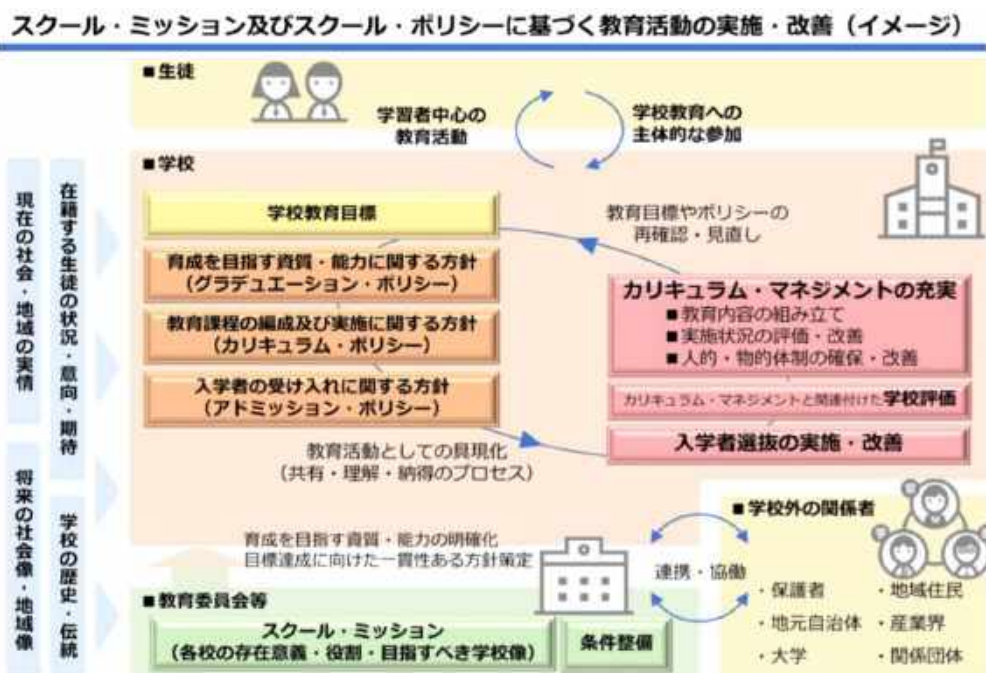 スクール・ミッション及びスクール・ポリシーに基づく教育活動の実施・改善（イメージ）
■生徒
学習者中心の
教育活動
学校教育への
主体的な参加
現在の社会・地域の実情
在籍する生徒の状況・意向・期待
将来の社会像・地域像
学校の歴史・伝統
■学校
学校教育目標
育成を目指す資質・能力に関する方針
（グラデュエーション・ポリシー）
教育課程の編成及び実施に関する方針
（カリキュラム・ポリシー）
入学者の受け入れに関する方針
（アドミッション・ポリシー）
教育目標やポリシーの
再確認・見直し
カリキュラム・マネジメントの充実
■教育内容の組み立て
■実施状況の評価・改善
■人的・物的体制の確保・改善
カリキュラム・マネジメントと関連付けた学校評価
入学者選抜の実施・改善
教育活動としての具現化
（共有・理解・納得のプロセス）
育成を目指す資質・能力の明確化
目標達成に向けた一貫性ある方針策定
■教育委員会等
スクール・ミッション
（各校の存在意義・役割・目指すべき学校像）
条件整備
連携・協働
■学校外の関係者
・保護者
・地域住民
・地元自治体
・産業界
・大学
・関係団体